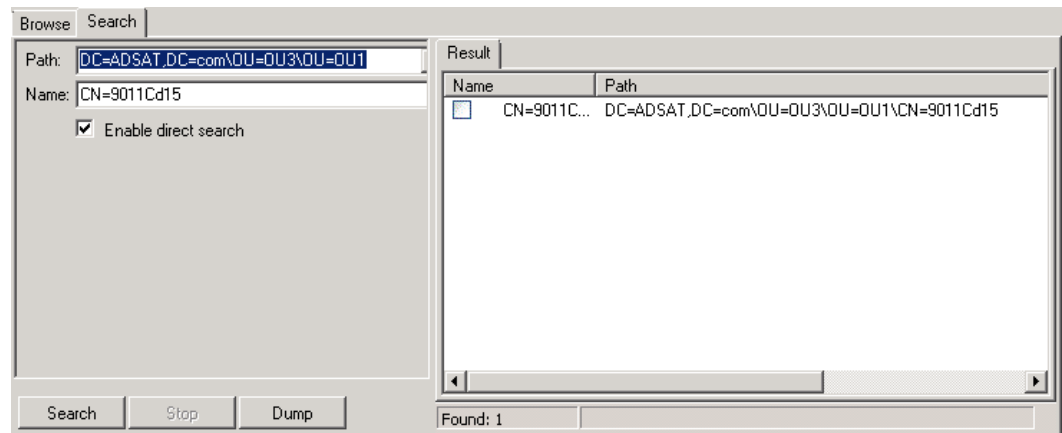 Browse Search
Path: DC=ADSAT,DC=com\OU=OU3\OU=OU1
Name: CN=9011Cd15
Enable direct search
Search Stop Dump
Result
Name Path
CN=9011C... DC=ADSAT,DC=com\OU=OU3\OU=OU1\CN=9011Cd15
Found: 1